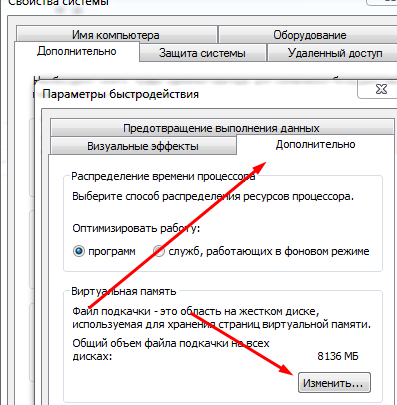 Свойства системы
Имя компьютера
Оборудование
Дополнительно
Защита системы
Удаленный доступ
Параметры быстродействия
Предотвращение выполнения данных
Визуальные эффекты
Дополнительно
Распределение времени процессора
Выберите способ распределения ресурсов процессора.
Оптимизировать работу:
программ
служб, работающих в фоновом режиме
Виртуальная память
Файл подкачки - это область на жестком диске,
используемая для хранения страниц виртуальной памяти.
Общий объем файла подкачки на всех
дисках:
8136 МБ
Изменить...